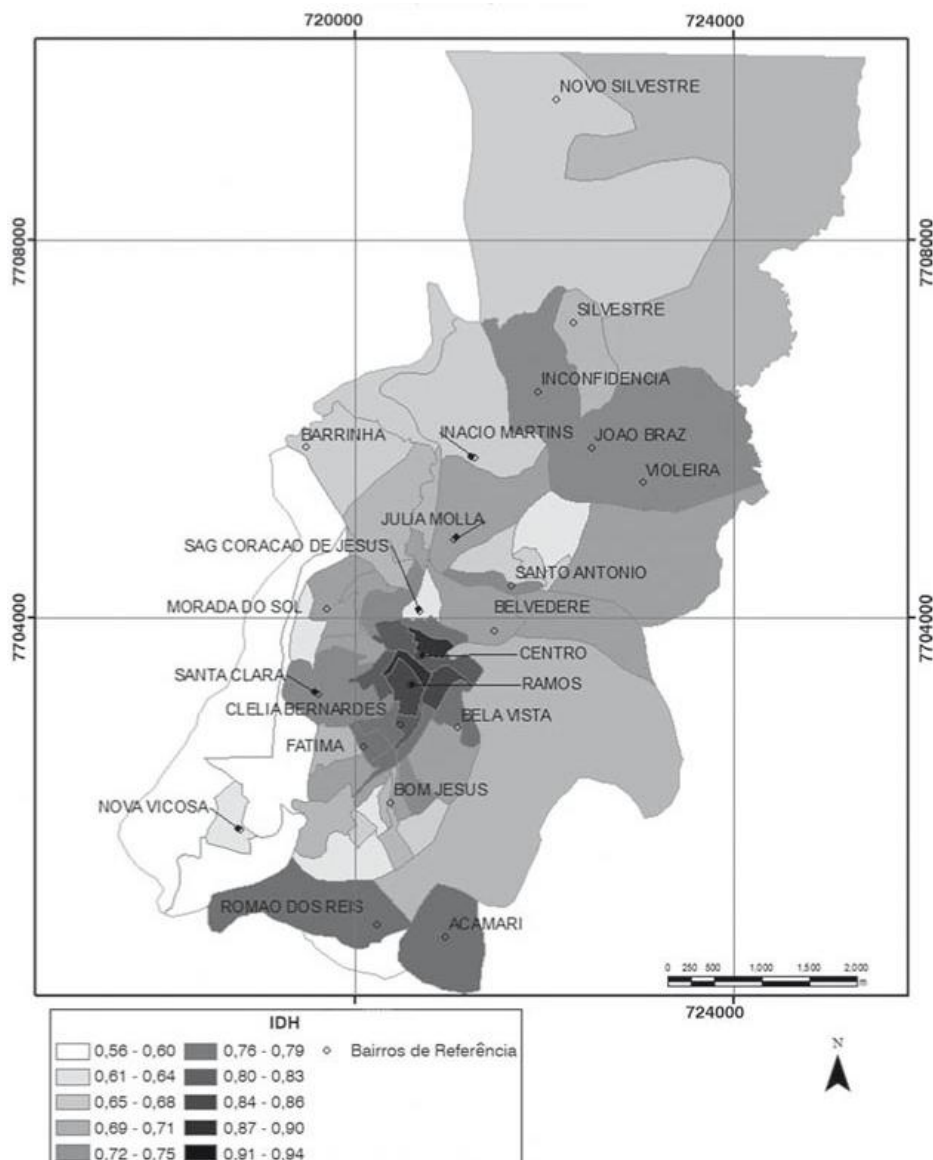 720000 724000
NOVO SILVESTRE
7708000 7708000
SILVESTRE
INCONFIDENCIA
BARRINHA INACIO MARTINS JOAO BRAZ
VIOLEIRA
JULIA MOLLA
SAG CORACAO DE JESUS
SANTO ANTONIO
MORADA DO SOL BELVEDERE
7704000 7704000
CENTRO
SANTA CLARA RAMOS
CLELIA BERNARDES BELA VISTA
FATIMA
BOM JESUS
NOVA VICOSA
ROMAO DOS REIS
ACAMARI
0 250 500 1.000 1.500 2.000
m
720000 724000
IDH
0,56 - 0,60 0,76 - 0,79 Bairros de Referência
0,61 - 0,64 0,80 - 0,83
0,65 - 0,68 0,84 - 0,86
0,69 - 0,71 0,87 - 0,90
0,72 - 0,75 0,91 - 0,94
N